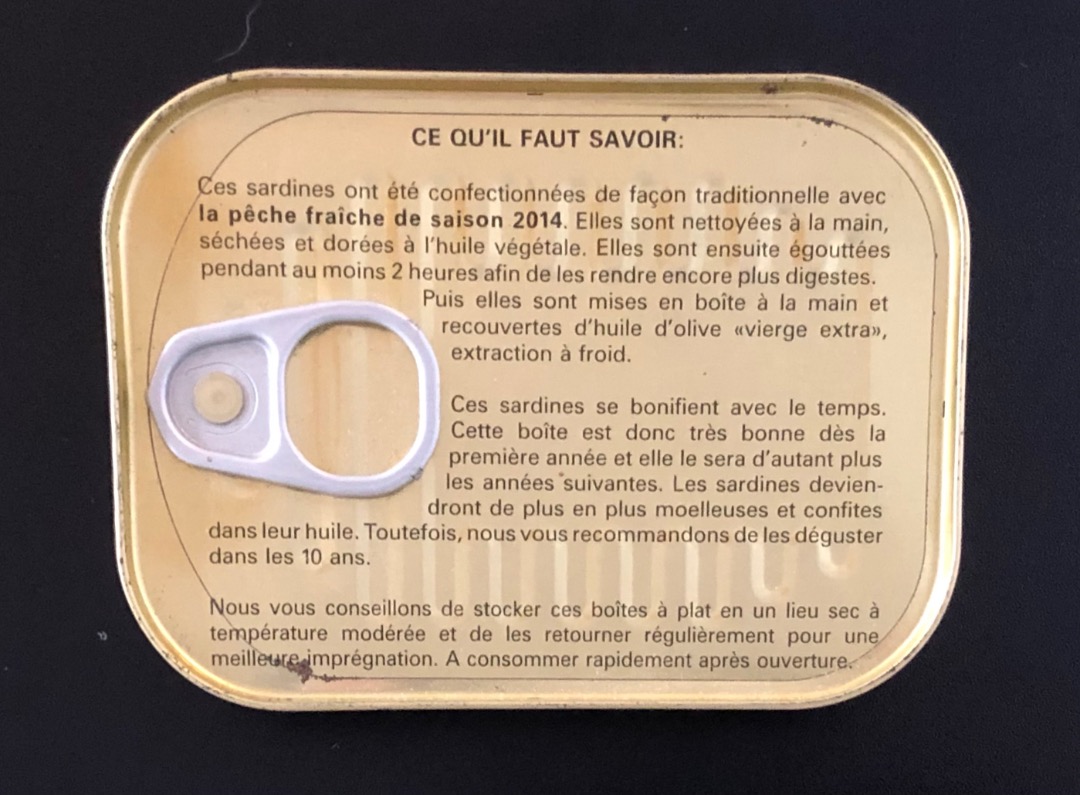 CE QU'IL FAUT SAVOIR:
Ces sardines ont été confectionnées de façon traditionnelle avec
la pêche fraîche de saison 2014. Elles sont nettoyées à la main,
séchées et dorées à l'huile végétale. Elles sont ensuite égouttées
pendant au moins 2 heures afin de les rendre encore plus digestes.
Puis elles sont mises en boîte à la main et
recouvertes d'huile d'olive «vierge extra»,
extraction à froid.
Ces sardines se bonifient avec le temps.
Cette boîte est donc très bonne dès la
première année et elle le sera d'autant plus
les années suivantes. Les sardines devien-
dront de plus en plus moelleuses et confites
dans leur huile. Toutefois, nous vous recommandons de les déguster
dans les 10 ans.
Nous vous conseillons de stocker ces boîtes à plat en un lieu sec à
température modérée et de les retourner régulièrement pour une
meilleure imprégnation. A consommer rapidement après ouverture.